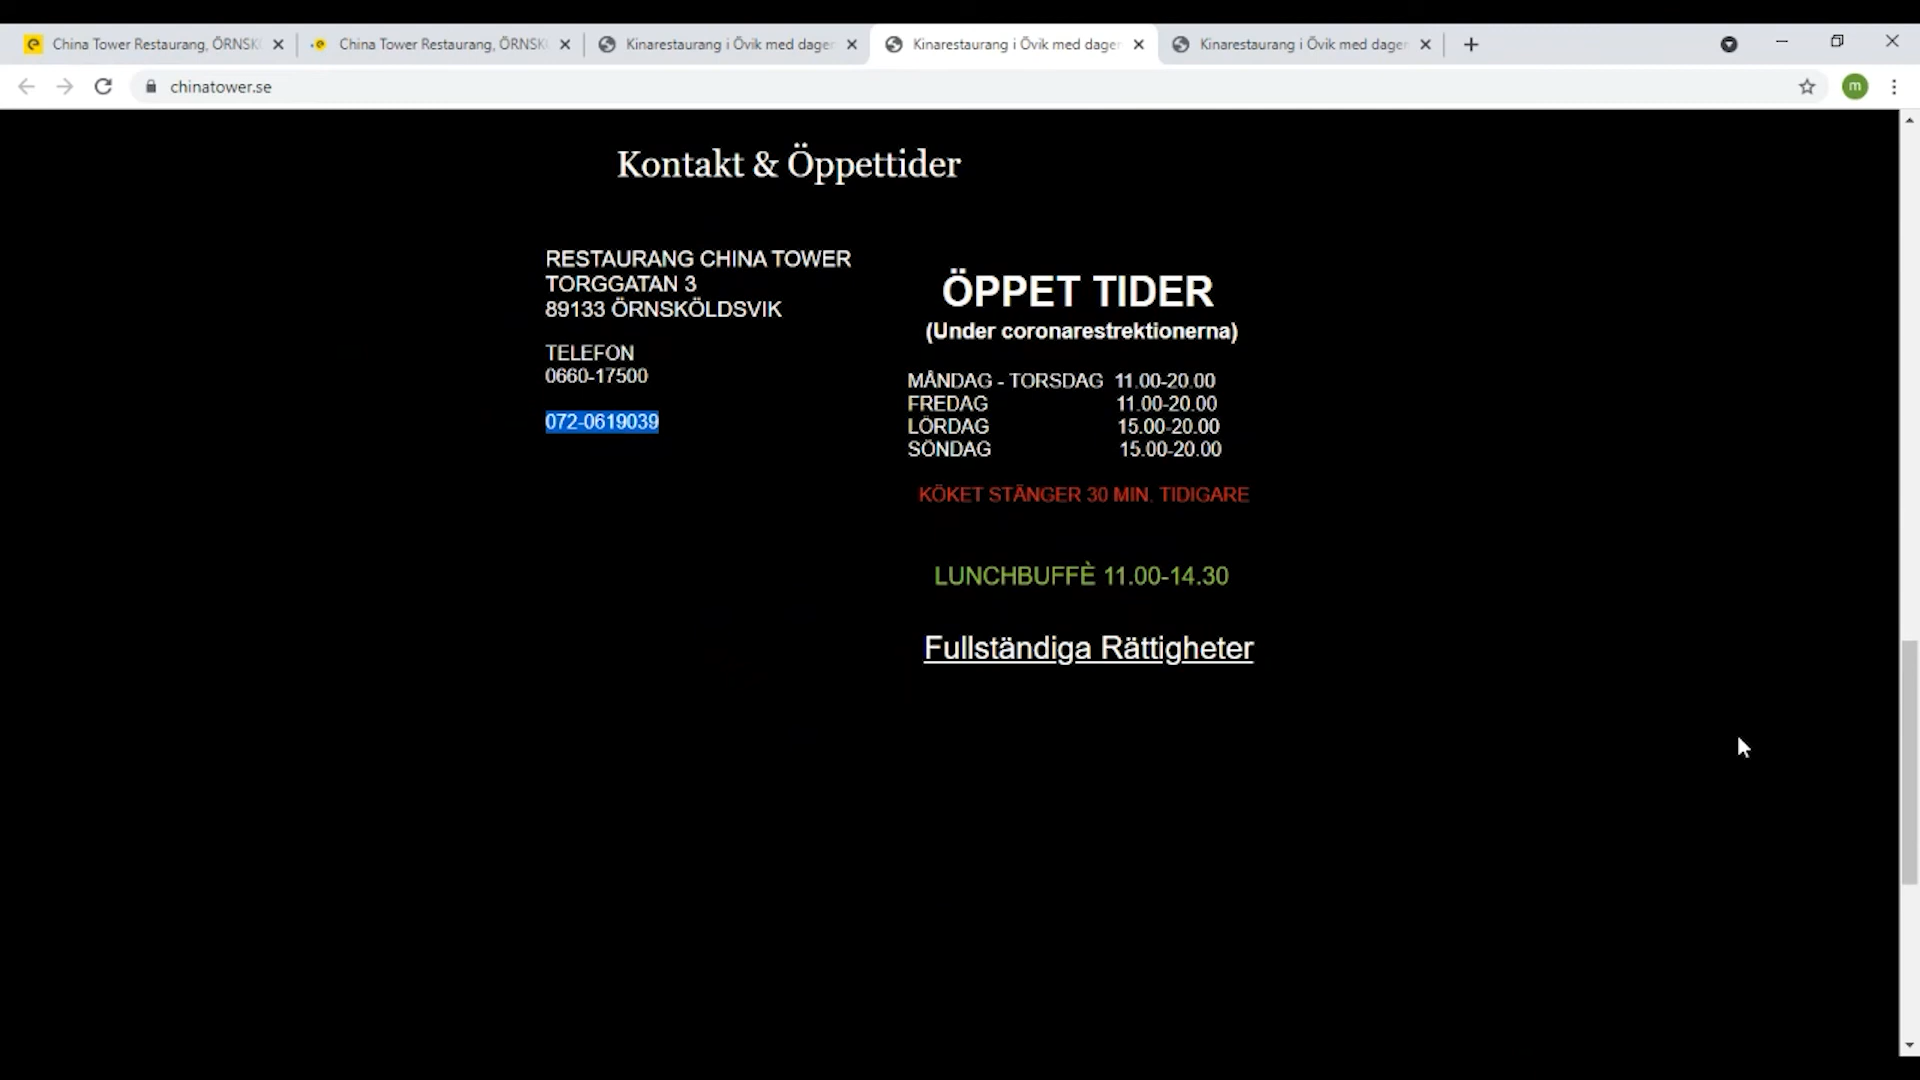 China Tower Restaurang, ÖRNSK
China Tower Restaurang, ÖRNSK
Kinarestaurang i Övik med dager
Kinarestaurang i Övik med dager
Kinarestaurang i Övik med dager
chinatower.se
m
Kontakt & Öppettider
RESTAURANG CHINA TOWER
TORGGATAN 3
89133 ÖRNSKÖLDSVIK
TELEFON
0660-17500
072-0619039
ÖPPET TIDER
(Under coronarestrektionerna)
MÅNDAG - TORSDAG 11.00-20.00
FREDAG 11.00-20.00
LÖRDAG 15.00-20.00
SÖNDAG 15.00-20.00
KÖKET STÄNGER 30 MIN. TIDIGARE
LUNCHBUFFÈ 11.00-14.30
Fullständiga Rättigheter